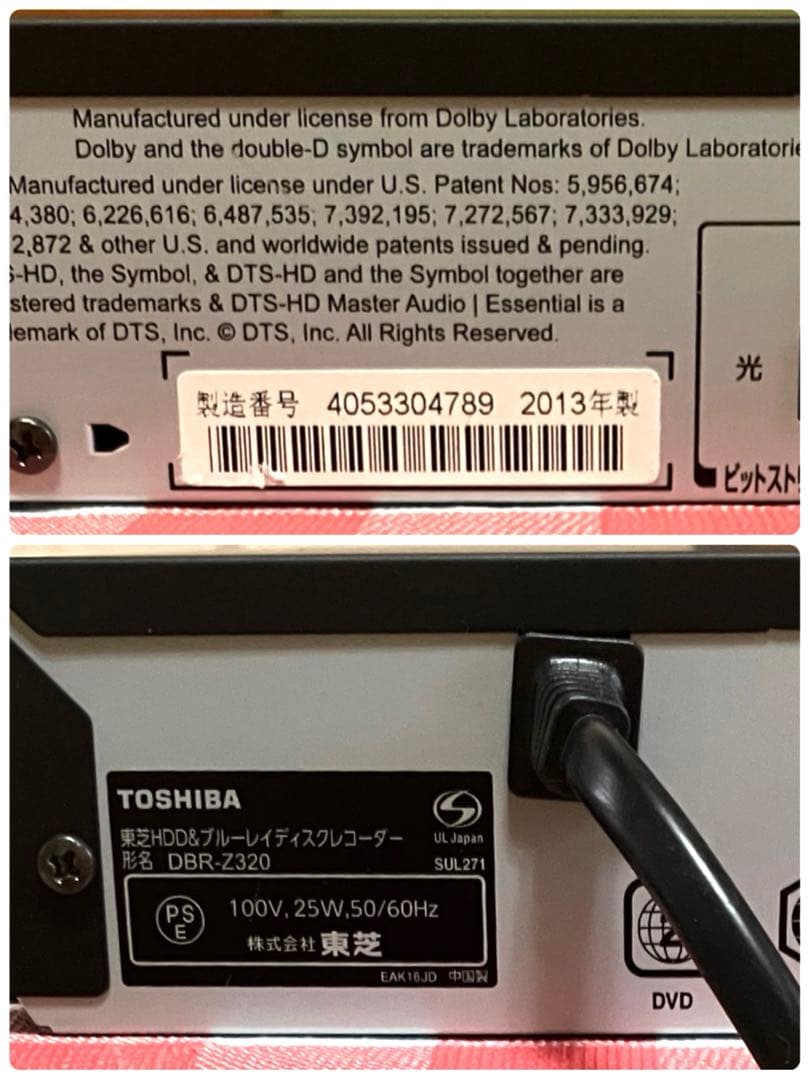 Manufactured under license from Dolby Laboratories.
Dolby and the double-D symbol are trademarks of Dolby Laboratorie
Manufactured under license under U.S. Patent Nos: 5,956,674;
4,380; 6,226,616; 6,487,535; 7,392,195; 7,272,567; 7,333,929;
2,872 & other U.S. and worldwide patents issued & pending.
-HD, the Symbol, & DTS-HD and the Symbol together are
stered trademarks & DTS-HD Master Audio | Essential is a
emark of DTS, Inc. © DTS, Inc. All Rights Reserved.
光
製造番号 4053304789 2013年製
ビットスト
TOSHIBA
東芝HDD&ブルーレイディスクレコーダー
形名 DBR-Z320
UL Japan
SUL271
PS
E
100V, 25W, 50/60Hz
株式会社 東芝
EAK16JD 中国製
2
DVD